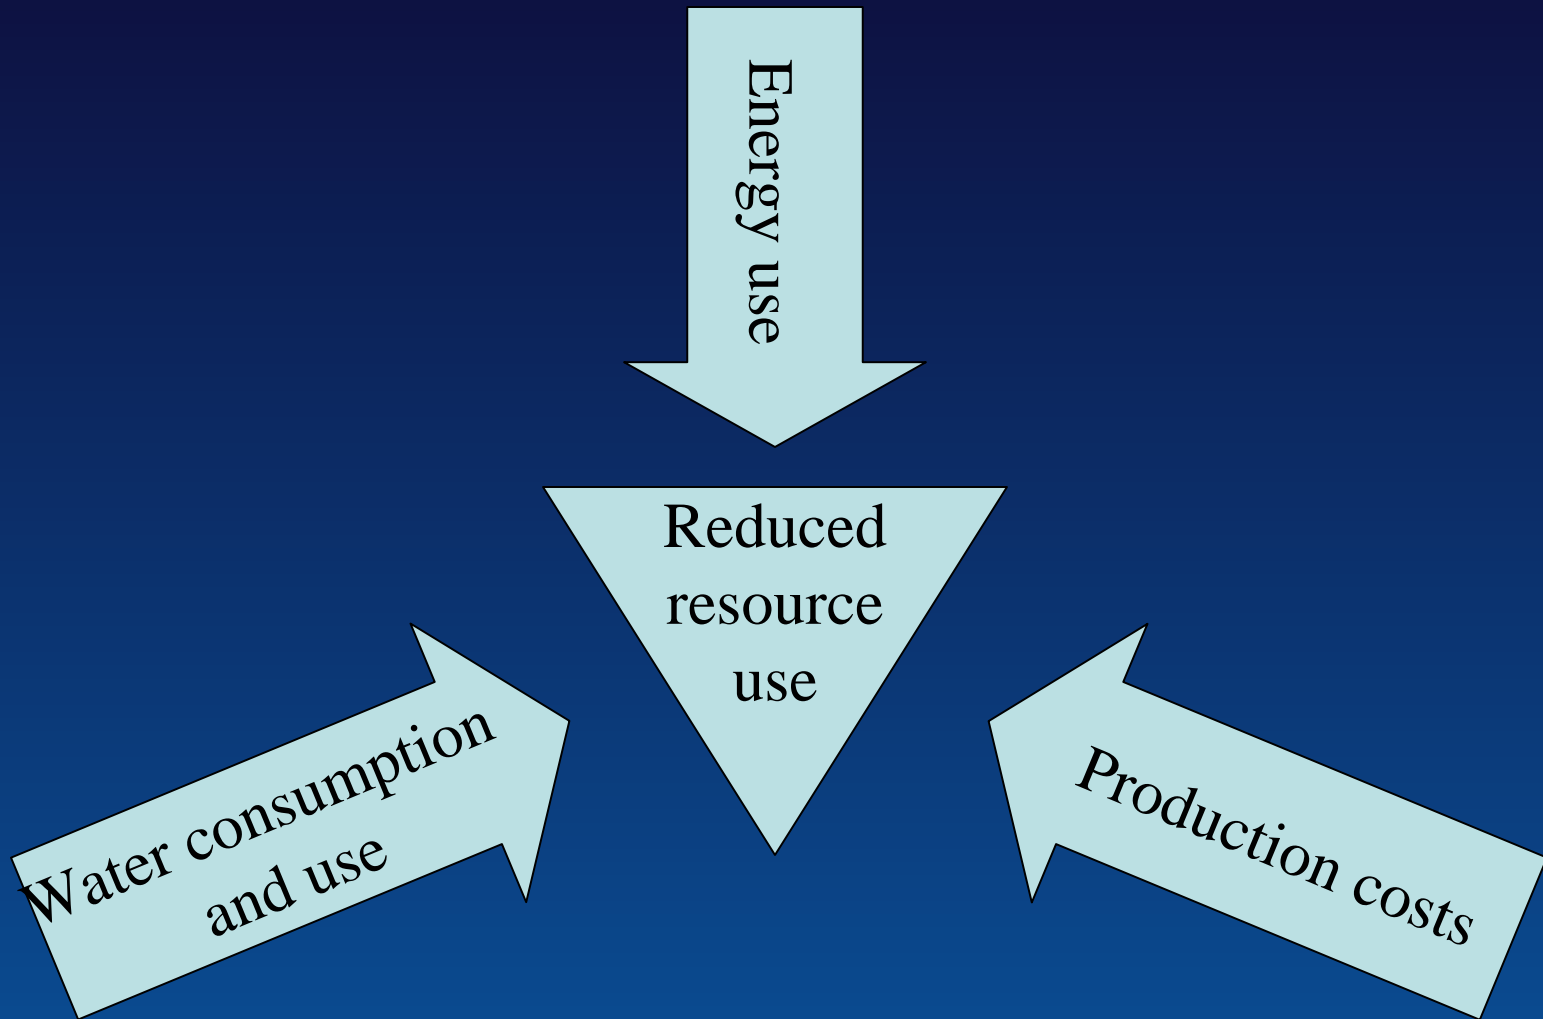 Energy use
Reduced
resource
use
Water consumption
and use
Production costs